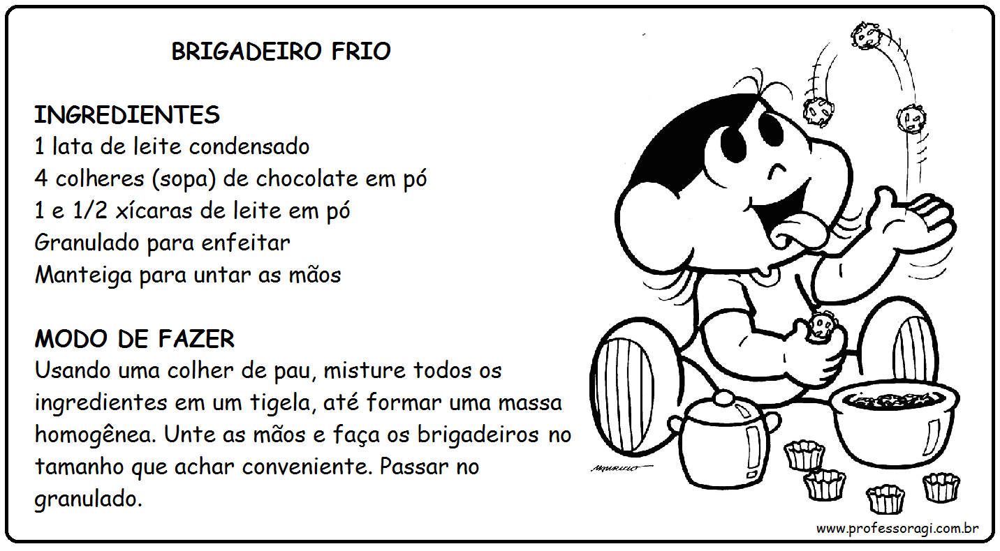 BRIGADEIRO FRIO
INGREDIENTES
1 lata de leite condensado
4 colheres (sopa) de chocolate em pó
1 e 1/2 xícaras de leite em pó
Granulado para enfeitar
Manteiga para untar as mãos
MODO DE FAZER
Usando uma colher de pau, misture todos os
ingredientes em um tigela, até formar uma massa
homogênea. Unte as mãos e faça os brigadeiros no
tamanho que achar conveniente. Passar no
granulado.
MAURICIO
www.professoragi.com.br